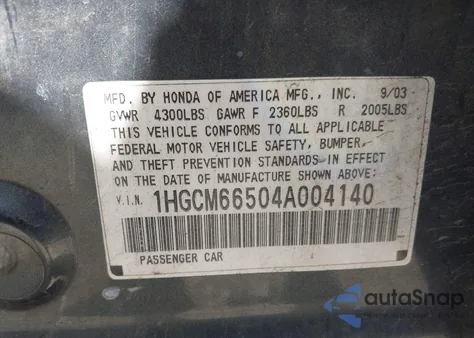 MFD. BY HONDA OF AMERICA MFG., INC. 9/03
GVWR 4300LBS GAWR F 2360LBS R 2005LBS
THIS VEHICLE CONFORMS TO ALL APPLICABLE
FEDERAL MOTOR VEHICLE SAFETY, BUMPER,
AND THEFT PREVENTION STANDARDS IN EFFECT
ON THE DATE OF MANUFACTURE SHOWN ABOVE:
V.I.N. 1HGCM66504A004140
PASSENGER CAR
autoSnap